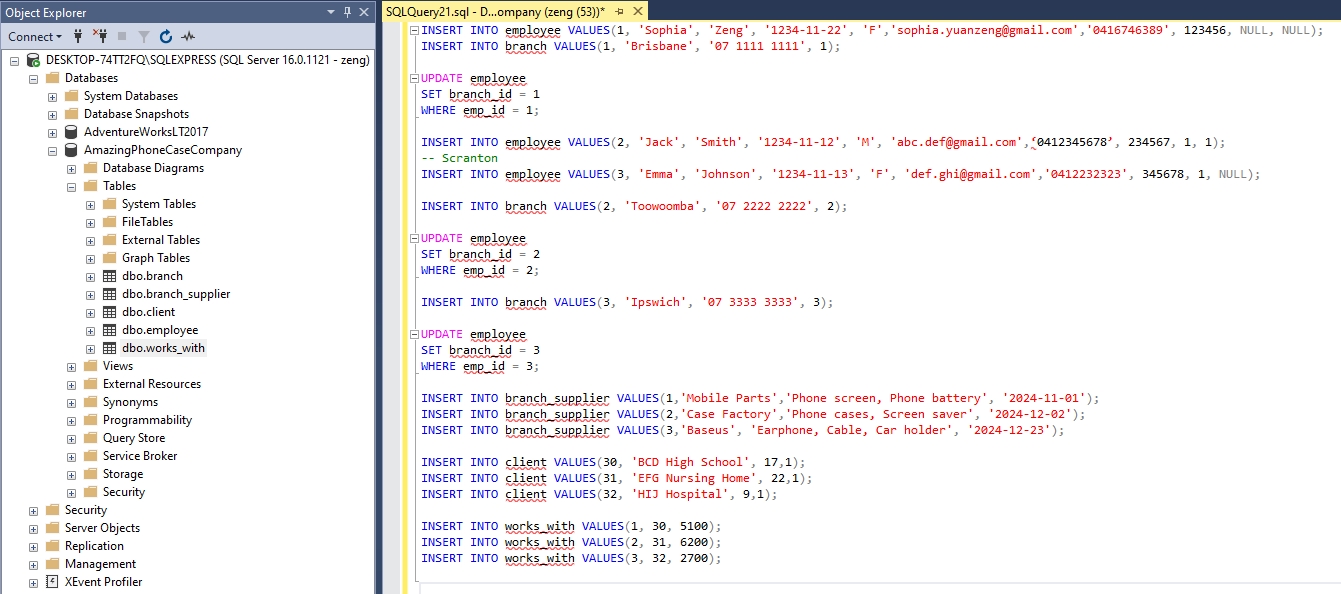 Object Explorer
Connect
DESKTOP-74TT2FQ\SQLEXPRESS (SQL Server 16.0.1121 - zeng)
Databases
System Databases
Database Snapshots
AdventureWorksLT2017
AmazingPhoneCaseCompany
Database Diagrams
Tables
System Tables
FileTables
External Tables
Graph Tables
dbo.branch
dbo.branch_supplier
dbo.client
dbo.employee
dbo.works_with
Views
External Resources
Synonyms
Programmability
Query Store
Service Broker
Storage
Security
Security
Server Objects
Replication
Management
XEvent Profiler
SQLQuery21.sql - D...ompany (zeng (53))*
INSERT INTO employee VALUES(1, 'Sophia', 'Zeng', '1234-11-22', 'F','sophia.yuanzeng@gmail.com','0416746389', 123456, NULL, NULL);
INSERT INTO branch VALUES(1, 'Brisbane', '07 1111 1111', 1);
UPDATE employee
SET branch_id = 1
WHERE emp_id = 1;
INSERT INTO employee VALUES(2, 'Jack', 'Smith', '1234-11-12', 'M', 'abc.def@gmail.com',‘0412345678’, 234567, 1, 1);
-- Scranton
INSERT INTO employee VALUES(3, 'Emma', 'Johnson', '1234-11-13', 'F', 'def.ghi@gmail.com','0412232323', 345678, 1, NULL);
INSERT INTO branch VALUES(2, 'Toowoomba', '07 2222 2222', 2);
UPDATE employee
SET branch_id = 2
WHERE emp_id = 2;
INSERT INTO branch VALUES(3, 'Ipswich', '07 3333 3333', 3);
UPDATE employee
SET branch_id = 3
WHERE emp_id = 3;
INSERT INTO branch_supplier VALUES(1,'Mobile Parts','Phone screen, Phone battery', '2024-11-01');
INSERT INTO branch_supplier VALUES(2,'Case Factory','Phone cases, Screen saver', '2024-12-02');
INSERT INTO branch_supplier VALUES(3,'Baseus', 'Earphone, Cable, Car holder', '2024-12-23');
INSERT INTO client VALUES(30, 'BCD High School', 17,1);
INSERT INTO client VALUES(31, 'EFG Nursing Home', 22,1);
INSERT INTO client VALUES(32, 'HIJ Hospital', 9,1);
INSERT INTO works_with VALUES(1, 30, 5100);
INSERT INTO works_with VALUES(2, 31, 6200);
INSERT INTO works_with VALUES(3, 32, 2700);